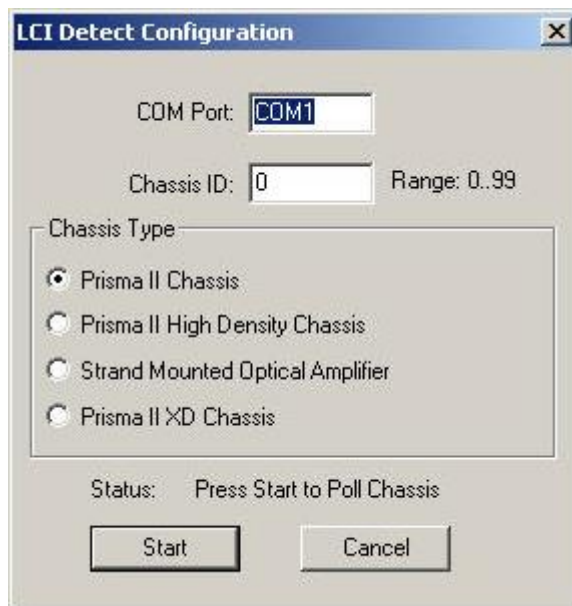 LCI Detect Configuration
COM Port: COM1
Chassis ID: 0 Range: 0..99
Chassis Type
Prisma II Chassis
Prisma II High Density Chassis
Strand Mounted Optical Amplifier
Prisma II XD Chassis
Status: Press Start to Poll Chassis
Start Cancel